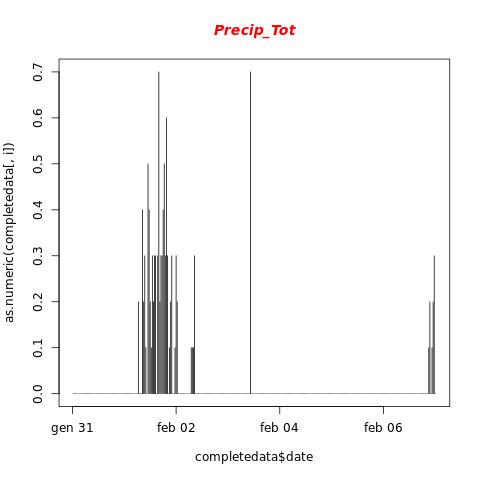 Precip_Tot
as.numeric(completedata[, i])
0.7
0.6
0.5
0.4
0.3
0.2
0.1
0.0
gen 31 feb 02 feb 04 feb 06
completedata$date